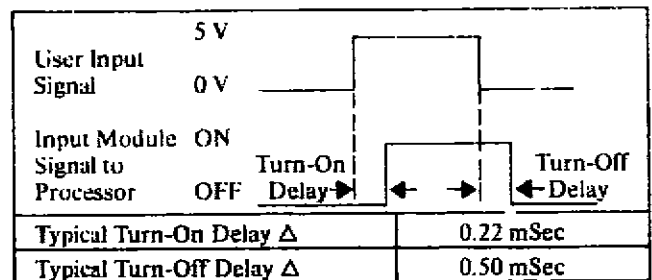 5 V
User Input
Signal 0 V
Input Module ON
Signal to Turn-On Turn-Off
Processor OFF Delay Delay
Typical Turn-On Delay Δ 0.22 mSec
Typical Turn-Off Delay Δ 0.50 mSec